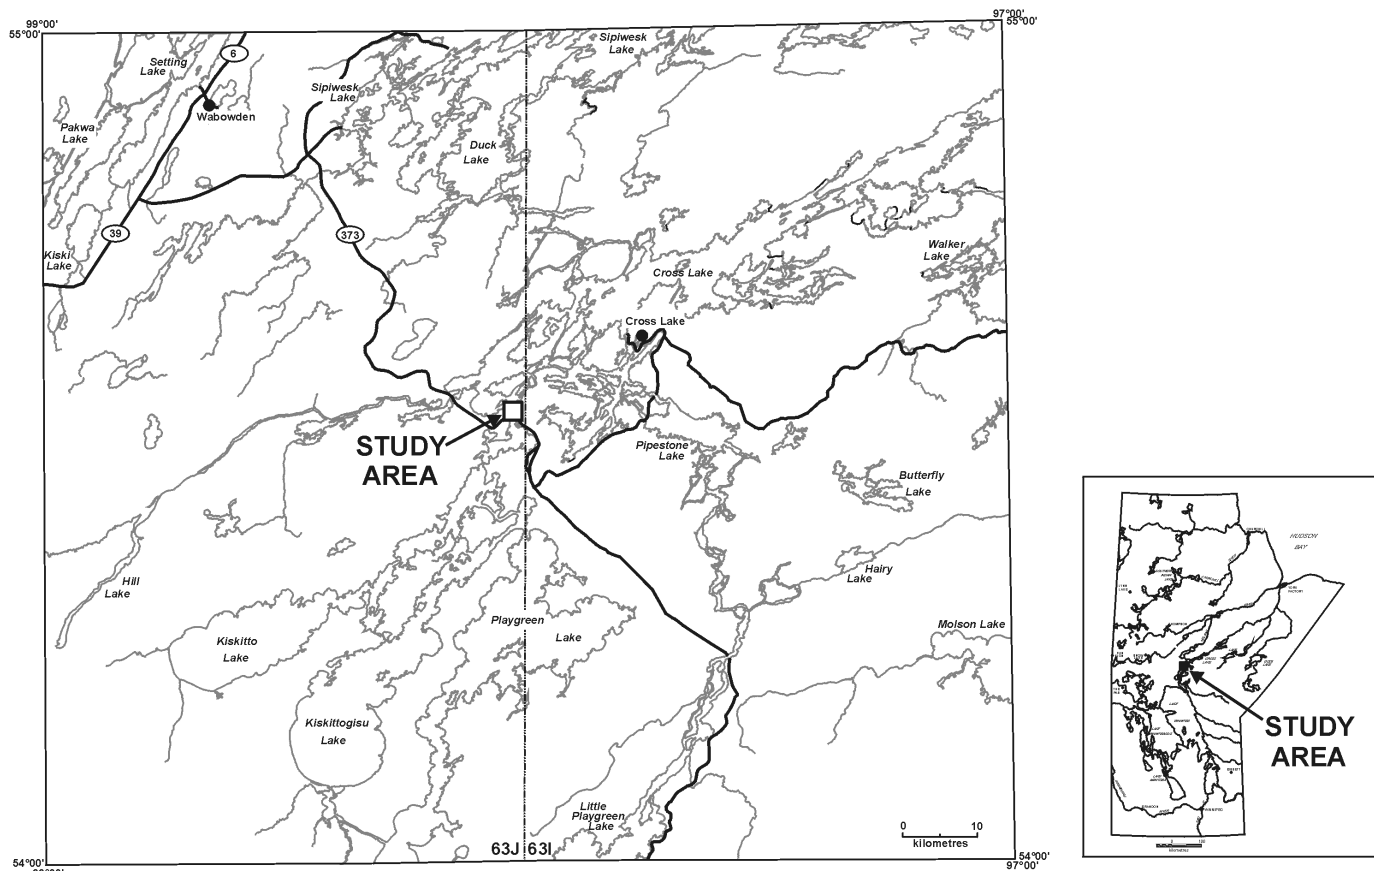 99°00'
97°00'
55°00'
55°00'
Sipiwesk
Lake
6
Setting
Lake
Sipiwesk
Lake
Wabowden
Pakwa
Lake
Duck
Lake
39
373
Kiski
Lake
Walker
Lake
Cross Lake
Cross Lake
STUDY
AREA
Pipestone
Lake
Butterfly
Lake
Hairy
Lake
Hill
Lake
Playgreen
Lake
Molson Lake
Kiskitto
Lake
Kiskittogisu
Lake
Little
Playgreen
Lake
0 10
kilometres
63J 63I
54°00'
54°00'
97°00'
HUDSON
BAY
STUDY
AREA
kilometres